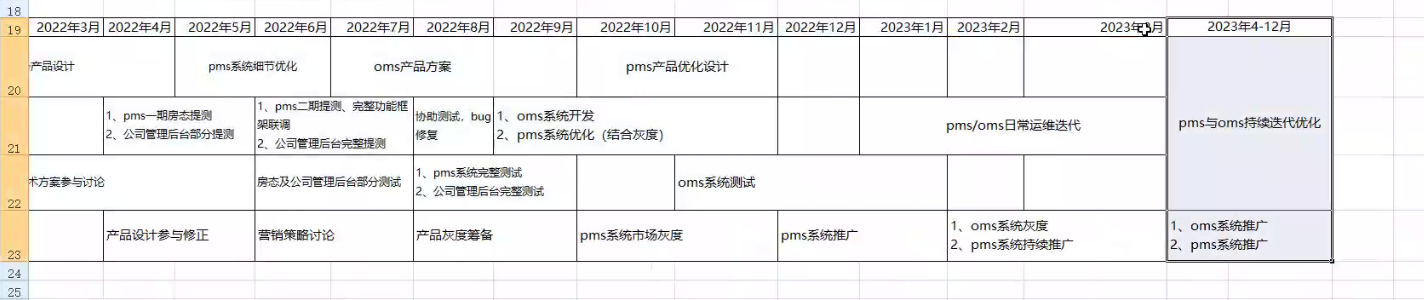 18
19 2022年3月 2022年4月 2022年5月 2022年6月 2022年7月 2022年8月 2022年9月 2022年10月 2022年11月 2022年12月 2023年1月 2023年2月 2023年 月 2023年4-12月
产品设计 pms系统细节优化 oms产品方案 pms产品优化设计
20
1、pms一期房态提测
2、公司管理后台部分提测
1、pms二期提测、完整功能框
架联调
2、公司管理后台完整提测
协助测试，bug
修复
1、oms系统开发
2、pms系统优化（结合灰度）
pms/oms日常运维迭代
pms与oms持续迭代优化
21
术方案参与讨论
房态及公司管理后台部分测试
1、pms系统完整测试
2、公司管理后台完整测试
oms系统测试
22
产品设计参与修正
营销策略讨论
产品灰度筹备
pms系统市场灰度
pms系统推广
1、oms系统灰度
2、pms系统持续推广
1、oms系统推广
2、pms系统推广
23
24
25